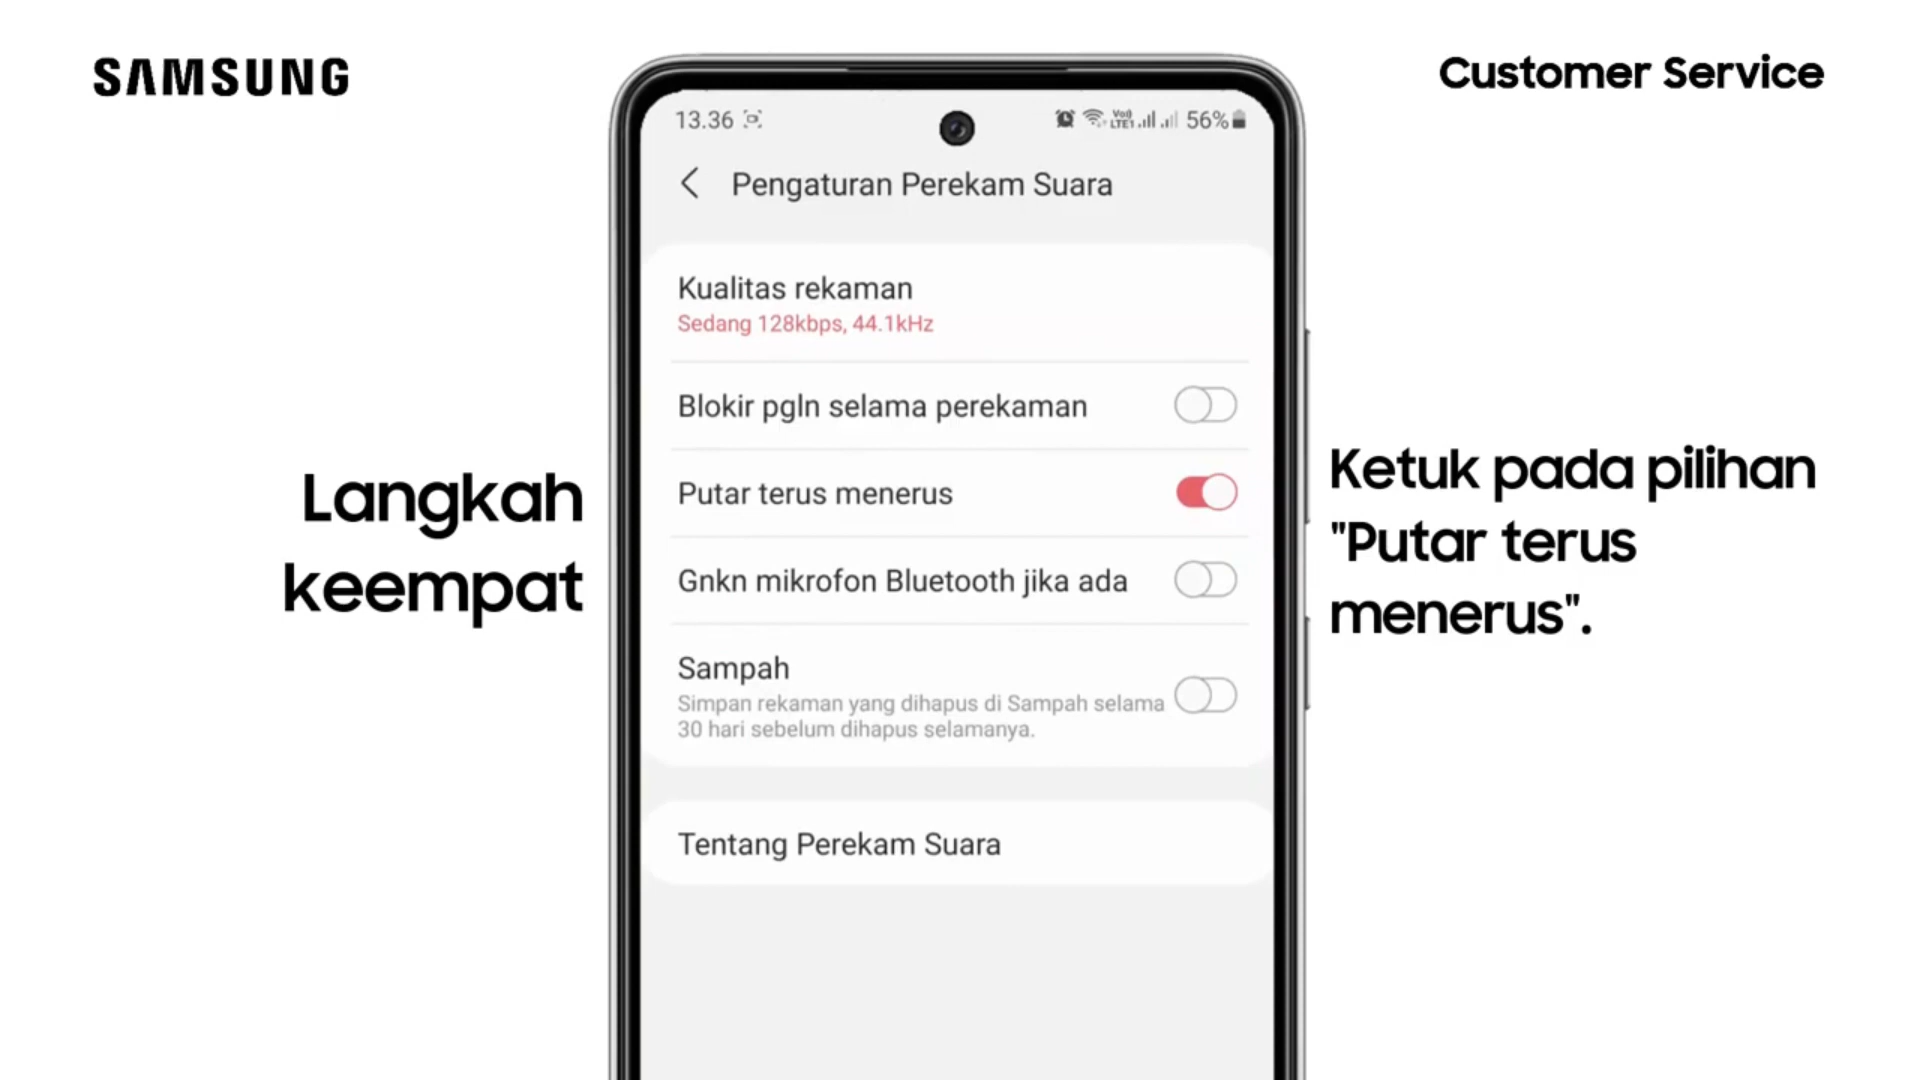 SAMSUNG
Customer Service
13.36
56%
Pengaturan Perekam Suara
Kualitas rekaman
Sedang 128kbps, 44.1kHz
Blokir pgln selama perekaman
Putar terus menerus
Gnkn mikrofon Bluetooth jika ada
Sampah
Simpan rekaman yang dihapus di Sampah selama
30 hari sebelum dihapus selamanya.
Tentang Perekam Suara
Langkah
keempat
Ketuk pada pilihan
"Putar terus
menerus".